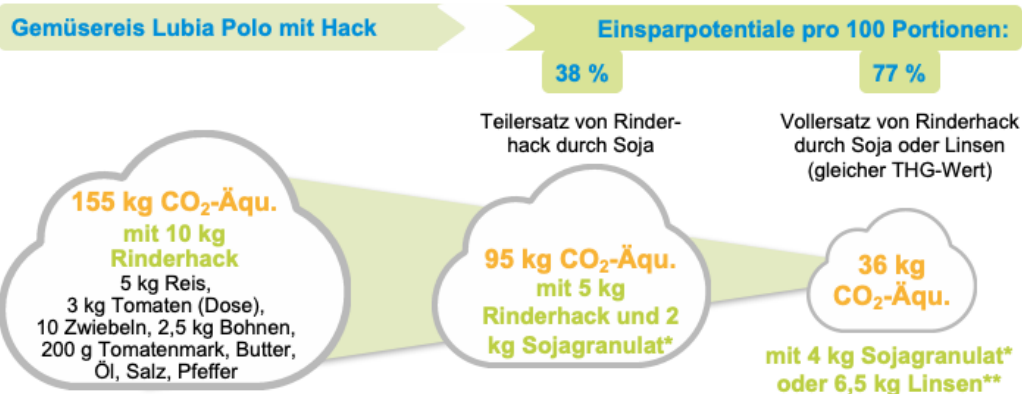 Gemüsereis Lubia Polo mit Hack
Einsparpotentiale pro 100 Portionen:
38 %
77 %
Teilersatz von Rinder-
hack durch Soja
Vollersatz von Rinderhack
durch Soja oder Linsen
(gleicher THG-Wert)
155 kg CO₂-Äqu.
mit 10 kg
Rinderhack
5 kg Reis,
3 kg Tomaten (Dose),
10 Zwiebeln, 2,5 kg Bohnen,
200 g Tomatenmark, Butter,
Öl, Salz, Pfeffer
95 kg CO₂-Äqu.
mit 5 kg
Rinderhack und 2
kg Sojagranulat*
36 kg
CO₂-Äqu.
mit 4 kg Sojagranulat*
oder 6,5 kg Linsen**